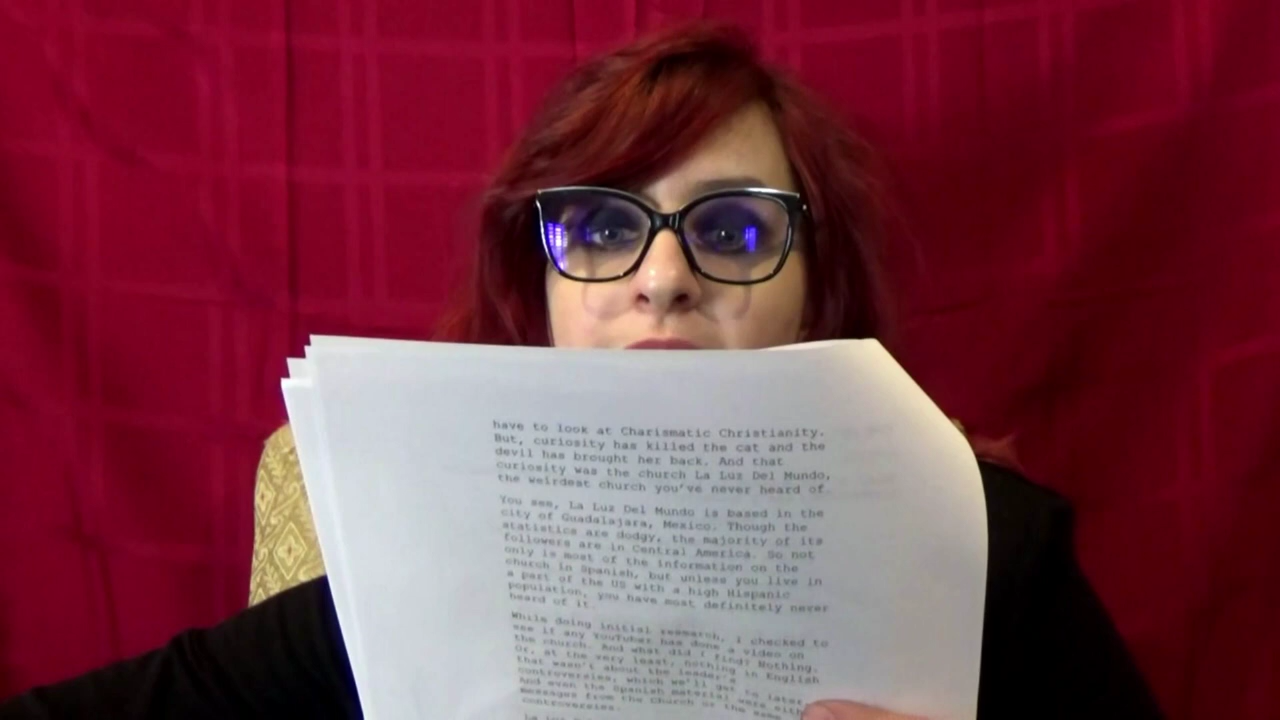 have to look at Charismatic Christianity.
But, curiosity has killed the cat and the
devil has brought her back. And that
curiosity was the church La Luz Del Mundo,
the weirdest church you've never heard of.
You see, La Luz Del Mundo is based in the
city of Guadalajara, Mexico. Though the
statistics are dodgy, the majority of its
followers are in Central America. So not
only is most of the information on the
church in Spanish, but unless you live in
a part of the US with a high Hispanic
population, you have most definitely never
heard of it.
While doing initial research, I checked to
see if any YouTuber has done a video on
the church. And what did I find? Nothing.
Or, at the very least, nothing in English
that wasn't about the leader's
controversies, which we'll get to later.
And even the Spanish material were
messages from the Church or the same
controversies.